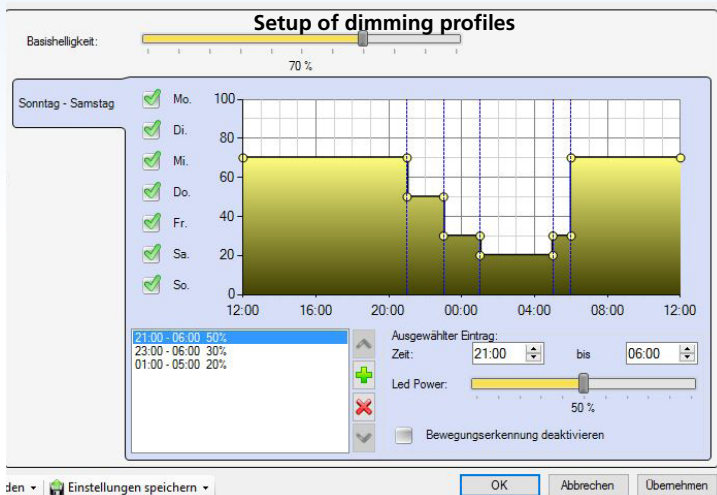 Setup of dimming profiles
Basishelligkeit:
70 %
Sonntag - Samstag
Mo.
Di.
Mi.
Do.
Fr.
Sa.
So.
100
80
60
40
20
0
12:00 16:00 20:00 00:00 04:00 08:00 12:00
21:00 - 06:00 50%
23:00 - 06:00 30%
01:00 - 05:00 20%
Ausgewählter Eintrag:
Zeit: 21:00 bis 06:00
Led Power:
50 %
Bewegungserkennung deaktivieren
den Einstellungen speichern
OK Abbrechen Übernehmen